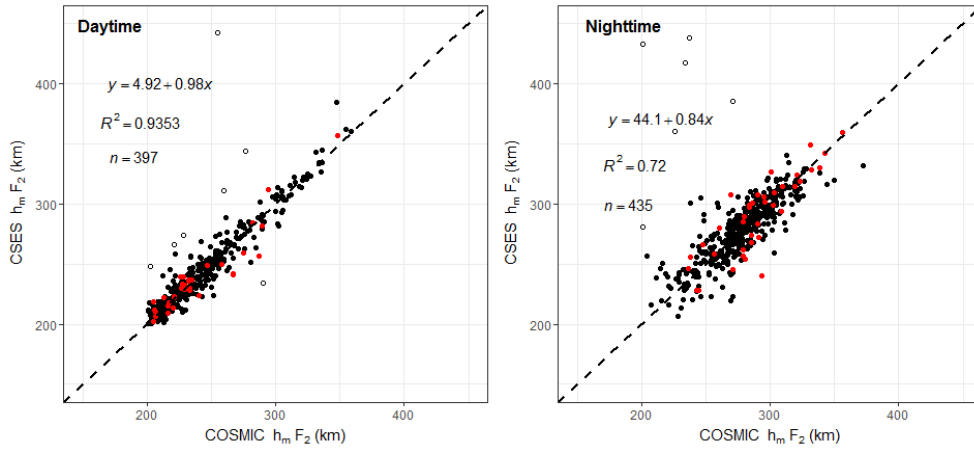 Daytime
y = 4.92+0.98x
R² = 0.9353
n = 397
400
300
200
CSES hₘ F₂ (km)
200
300
400
COSMIC hₘ F₂ (km)
Nighttime
y = 44.1+0.84x
R² = 0.72
n = 435
400
300
200
CSES hₘ F₂ (km)
200
300
400
COSMIC hₘ F₂ (km)